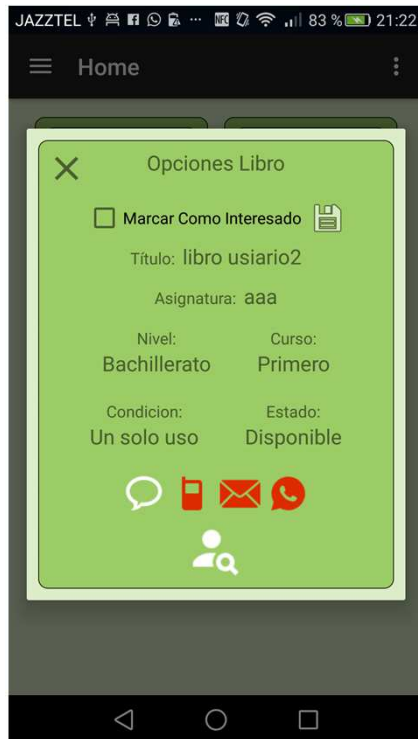 JAZZTEL ... NFC 83 % 21:22
Home
Opciones Libro
Marcar Como Interesado
Título: libro usiario2
Asignatura: aaa
Nivel: Curso:
Bachillerato Primero
Condicion: Estado:
Un solo uso Disponible